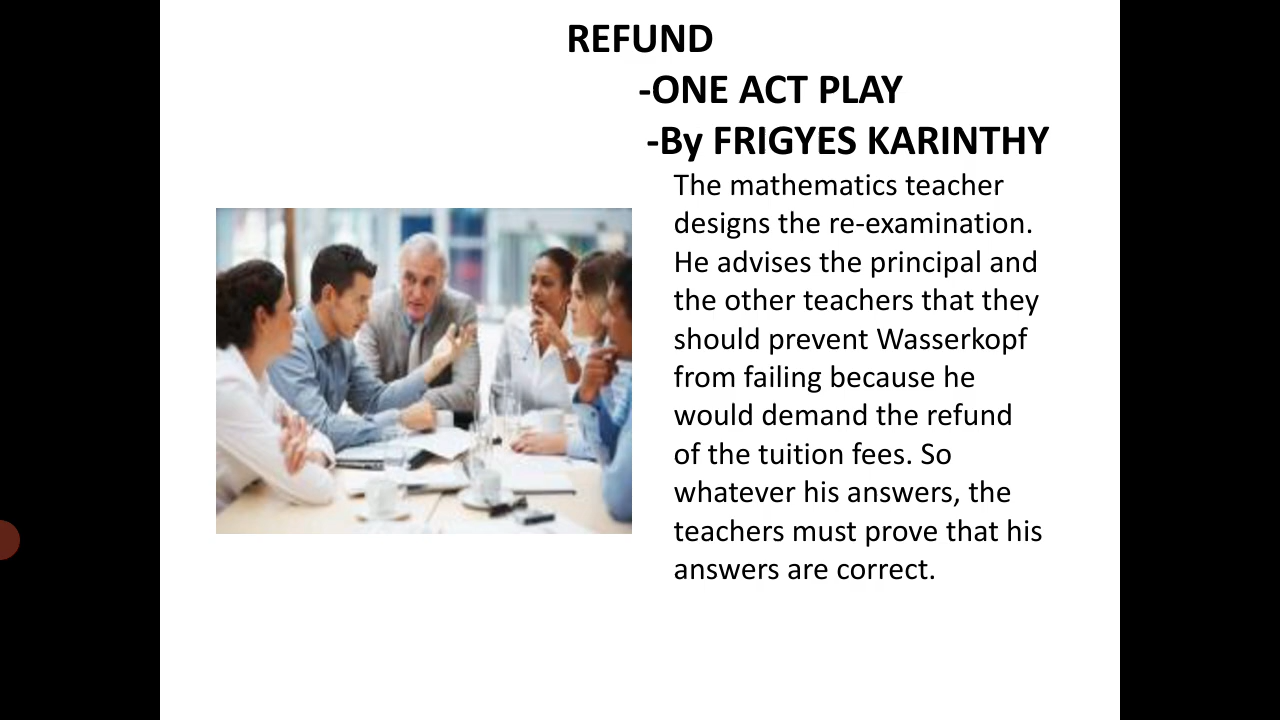 REFUND
-ONE ACT PLAY
-By FRIGYES KARINTHY
The mathematics teacher
designs the re-examination.
He advises the principal and
the other teachers that they
should prevent Wasserkopf
from failing because he
would demand the refund
of the tuition fees. So
whatever his answers, the
teachers must prove that his
answers are correct.